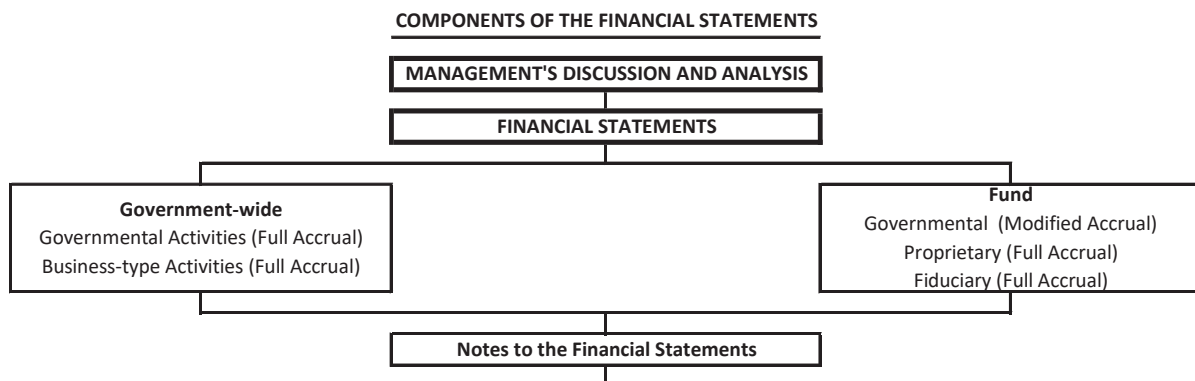 COMPONENTS OF THE FINANCIAL STATEMENTS
MANAGEMENT'S DISCUSSION AND ANALYSIS
FINANCIAL STATEMENTS
Government-wide
Governmental Activities (Full Accrual)
Business-type Activities (Full Accrual)
Fund
Governmental (Modified Accrual)
Proprietary (Full Accrual)
Fiduciary (Full Accrual)
Notes to the Financial Statements